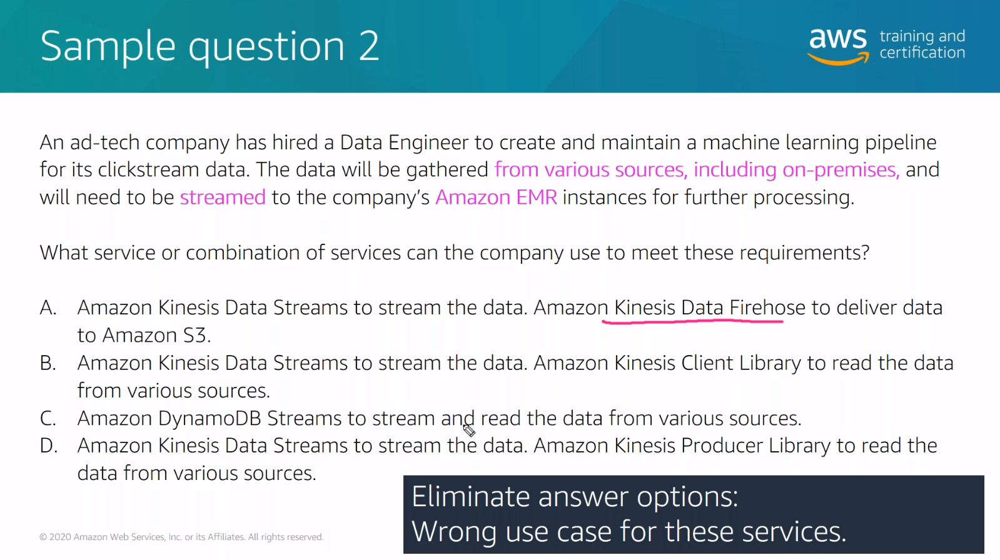 Sample question 2
aws training and
certification
An ad-tech company has hired a Data Engineer to create and maintain a machine learning pipeline
for its clickstream data. The data will be gathered from various sources, including on-premises, and
will need to be streamed to the company’s Amazon EMR instances for further processing.
What service or combination of services can the company use to meet these requirements?
A. Amazon Kinesis Data Streams to stream the data. Amazon Kinesis Data Firehose to deliver data
to Amazon S3.
B. Amazon Kinesis Data Streams to stream the data. Amazon Kinesis Client Library to read the data
from various sources.
C. Amazon DynamoDB Streams to stream and read the data from various sources.
D. Amazon Kinesis Data Streams to stream the data. Amazon Kinesis Producer Library to read the
data from various sources.
Eliminate answer options:
Wrong use case for these services.
© 2020 Amazon Web Services, Inc. or its Affiliates. All rights reserved.